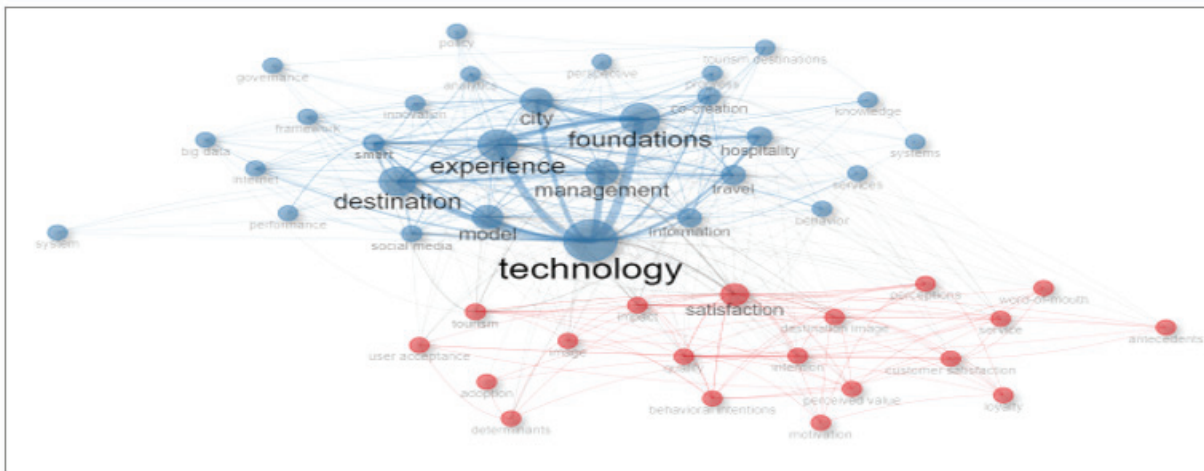 policy
tourism destinations
governance
analytics
perspective
process
innovation
city
co-creation
knowledge
framework
foundations
big data
smart
experience
hospitality
systems
internet
management
travel
services
destination
performance
social media
model
information
behavior
system
technology
perceptions
word-of-mouth
tourism
impact
satisfaction
destination image
service
antecedents
user acceptance
image
quality
intention
customer satisfaction
adoption
behavioral intentions
perceived value
loyalty
determinants
motivation